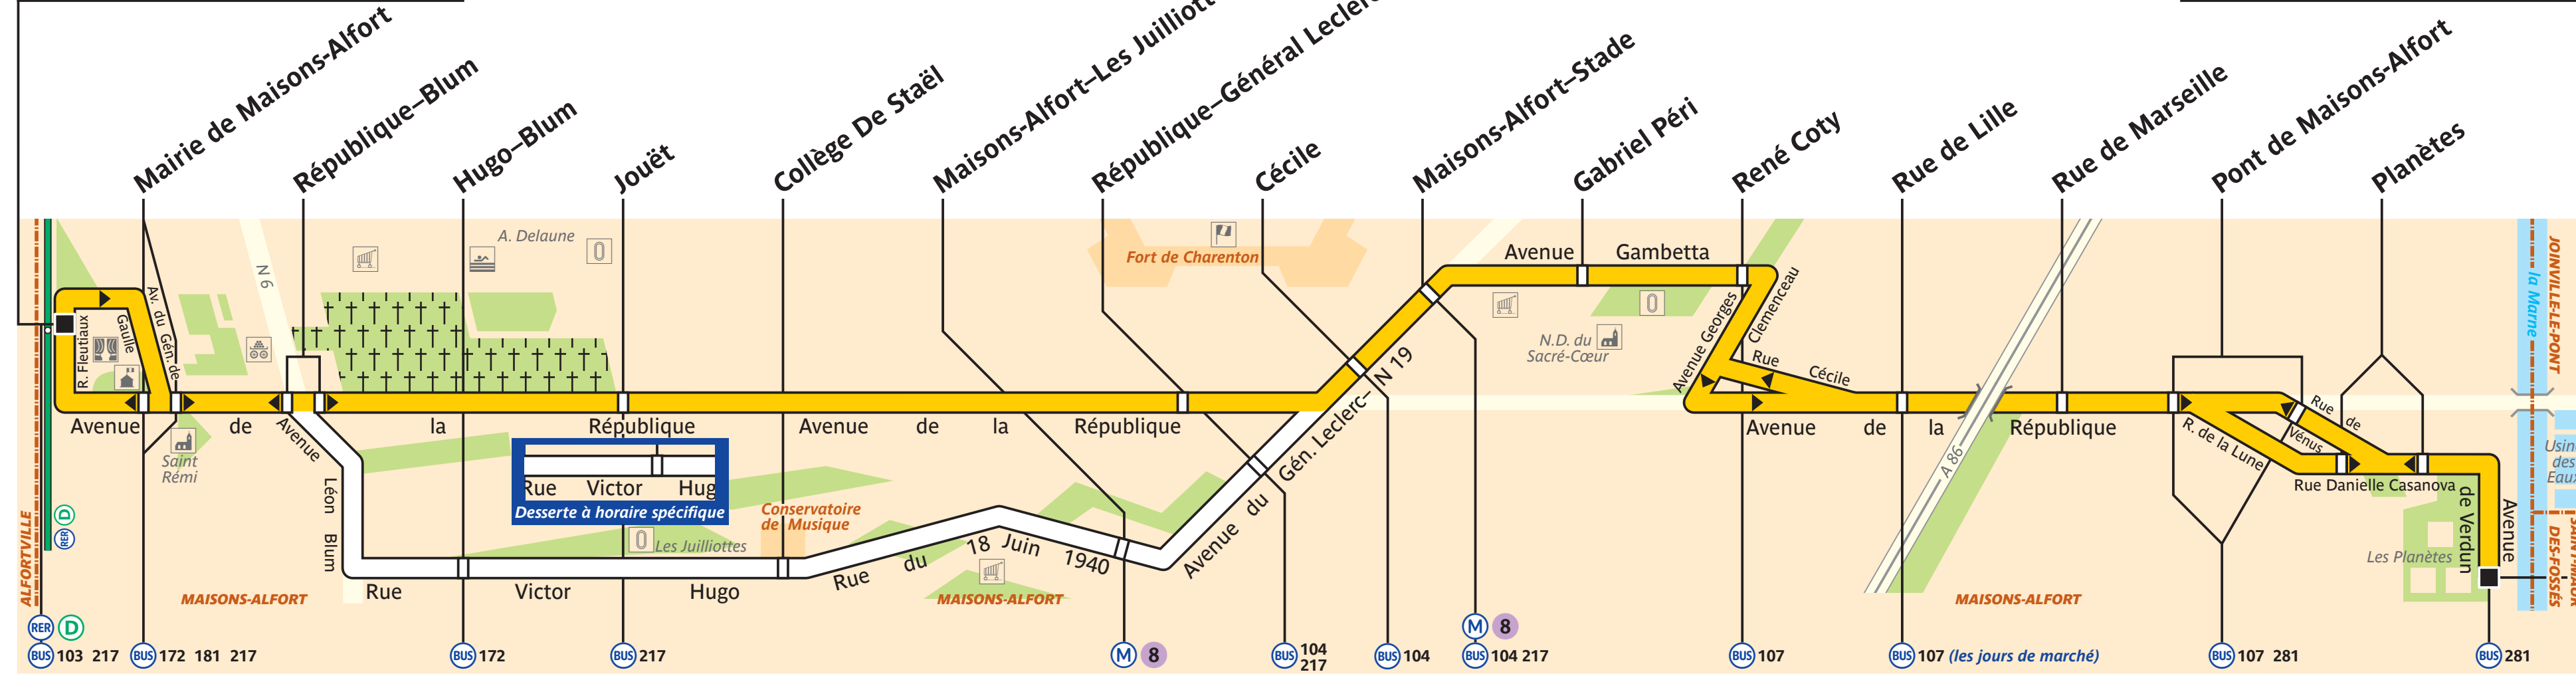 Mairie de Maisons-Alfort
République–Blum
Hugo–Blum
Jouët
Collège De Staël
Maisons-Alfort–Les
République–Général
Cécile
Maisons-Alfort–Stade
Gabriel Péri
René Coty
Rue de Lille
Rue de Marseille
Pont de Maisons-Alfort
Planètes
ALFORTVILLE
RER D
R. Fleutiaux
Av. du Gén. de
Gaulle
N 6
A. Delaune
Fort de Charenton
Avenue Gambetta
Avenue Georges
Clemenceau
N.D. du
Sacré-Cœur
Rue Cécile
JOINVILLE-LE-PONT
la Marne
Avenue de la République
Avenue de la République
Avenue de la République
Saint
Rémi
Avenue
Léon Blum
Rue Victor
Desserte à horaire spécifique
Conservatoire
de Musique
Les Juilliottes
Rue Victor Hugo
Rue du 18 Juin 1940
Avenue du Gén. Leclerc–N 19
A 86
R. de la Lune
Rue de
Vénus
Rue Danielle Casanova
Avenue
de Verdun
Les Planètes
des
DES-FOSSÉS
MAISONS-ALFORT
MAISONS-ALFORT
MAISONS-ALFORT
RER D
BUS 103 217
BUS 172 181 217
BUS 172
BUS 217
M 8
BUS 104
217
BUS 104
M 8
BUS 104 217
BUS 107
BUS 107 (les jours de marché)
BUS 107 281
BUS 281